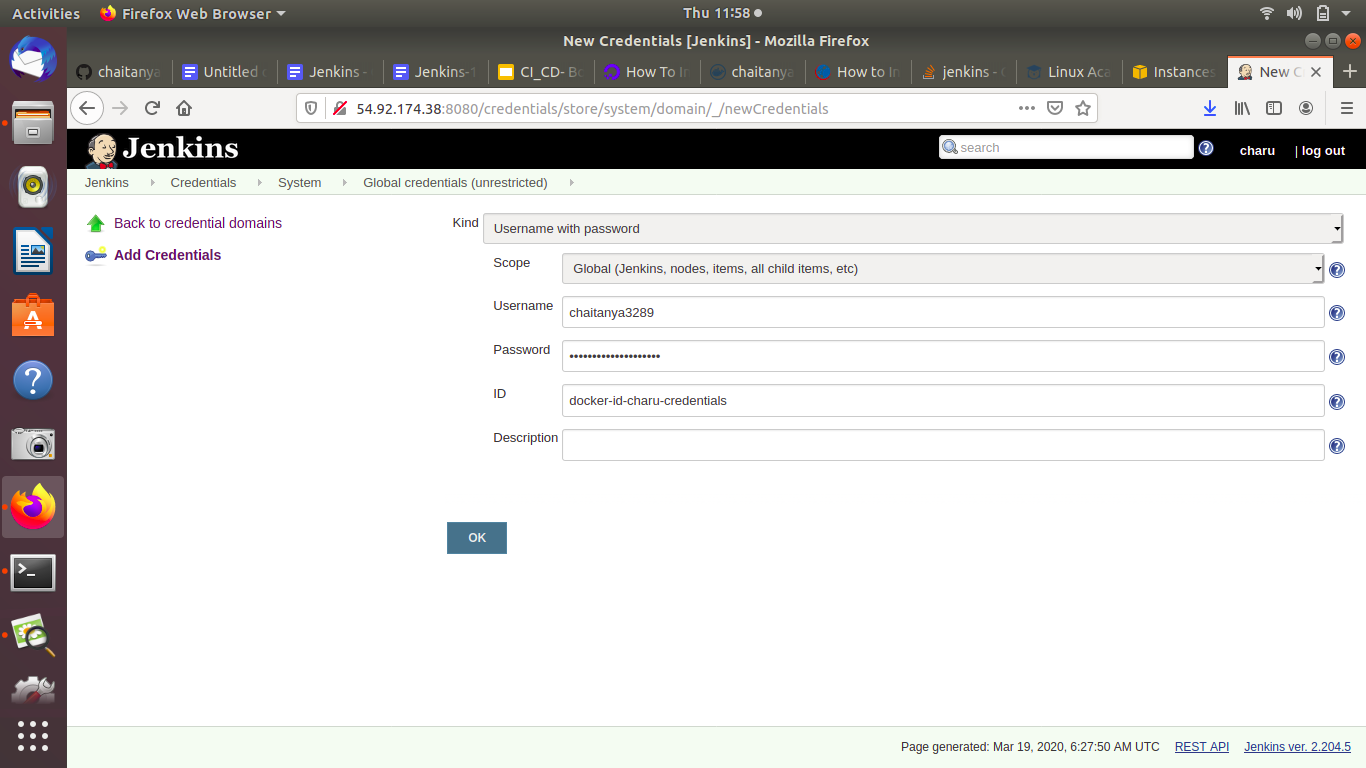 Activities Firefox Web Browser Thu 11:58
New Credentials [Jenkins] - Mozilla Firefox
chaitanya Untitled Jenkins - Jenkins-1 CI_CD- Bo How To In chaitanya How to In jenkins - Linux Aca Instances New C
54.92.174.38:8080/credentials/store/system/domain/_/newCredentials
Jenkins search charu | log out
Jenkins Credentials System Global credentials (unrestricted)
Back to credential domains
Add Credentials
Kind Username with password
Scope Global (Jenkins, nodes, items, all child items, etc)
Username chaitanya3289
Password ••••••••••••••••••••
ID docker-id-charu-credentials
Description
OK
Page generated: Mar 19, 2020, 6:27:50 AM UTC REST API Jenkins ver. 2.204.5